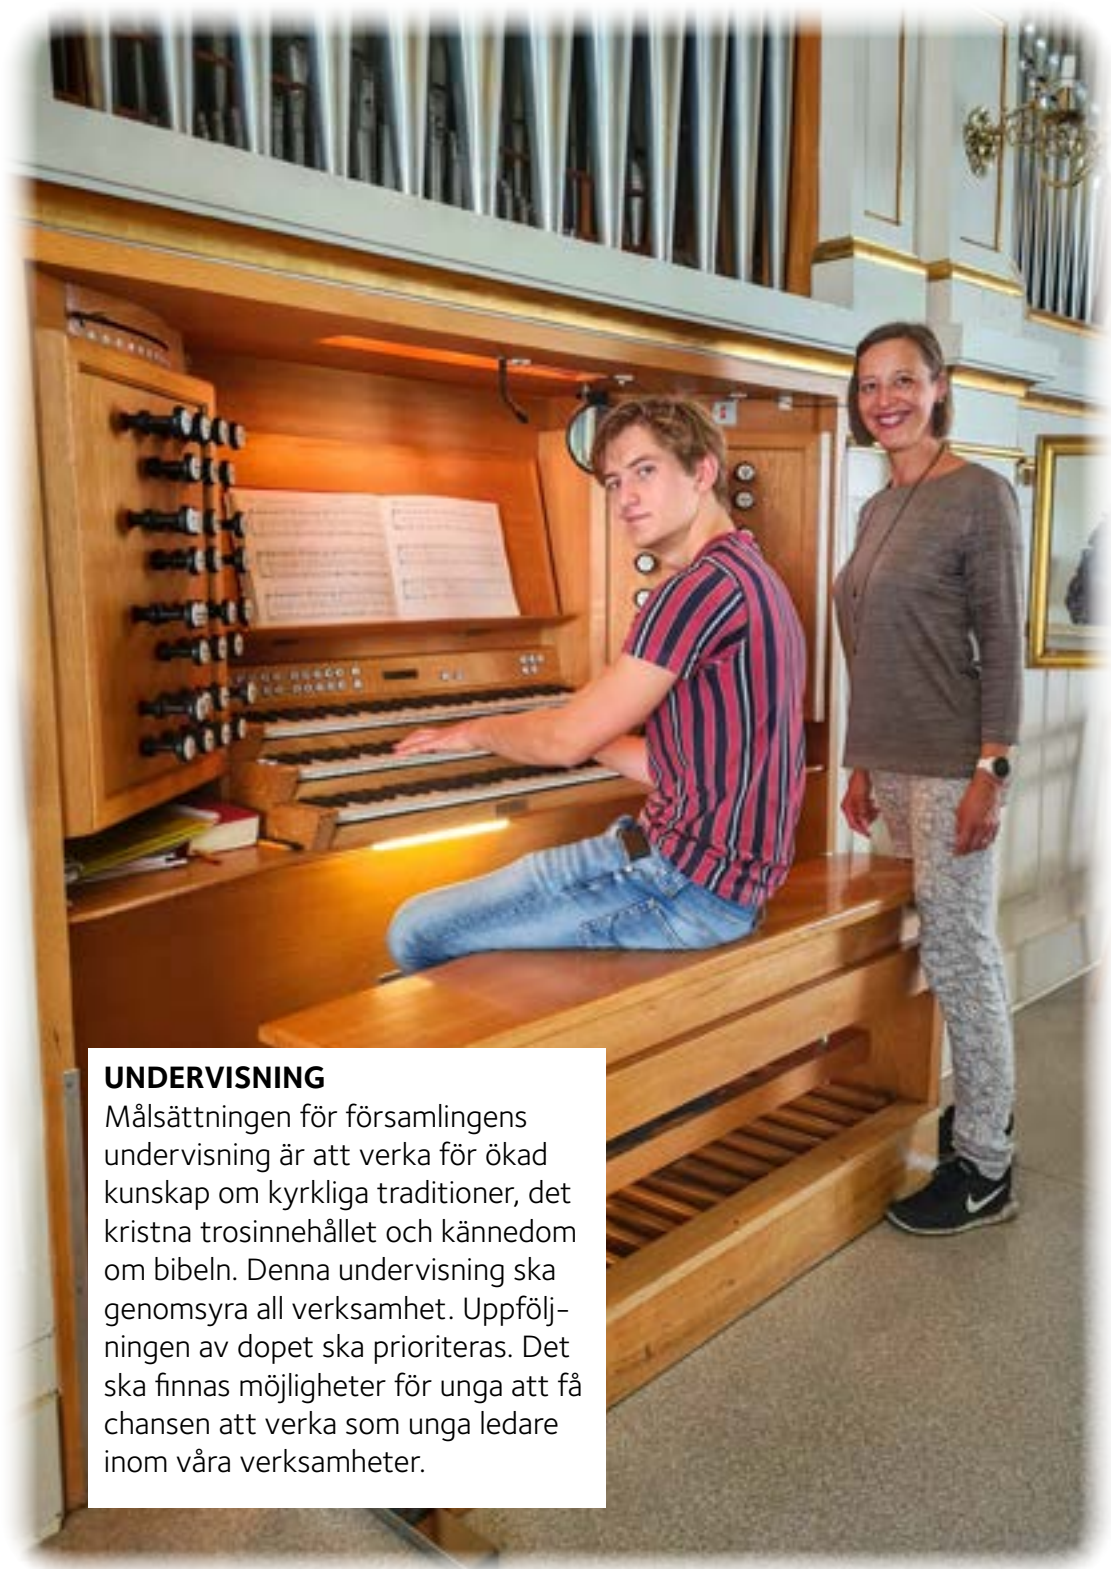 UNDERVISNING
Målsättningen för församlingens
undervisning är att verka för ökad
kunskap om kyrkliga traditioner, det
kristna trosinnehållet och kännedom
om bibeln. Denna undervisning ska
genomsyra all verksamhet. Uppfölj-
ningen av dopet ska prioriteras. Det
ska finnas möjligheter för unga att få
chansen att verka som unga ledare
inom våra verksamheter.